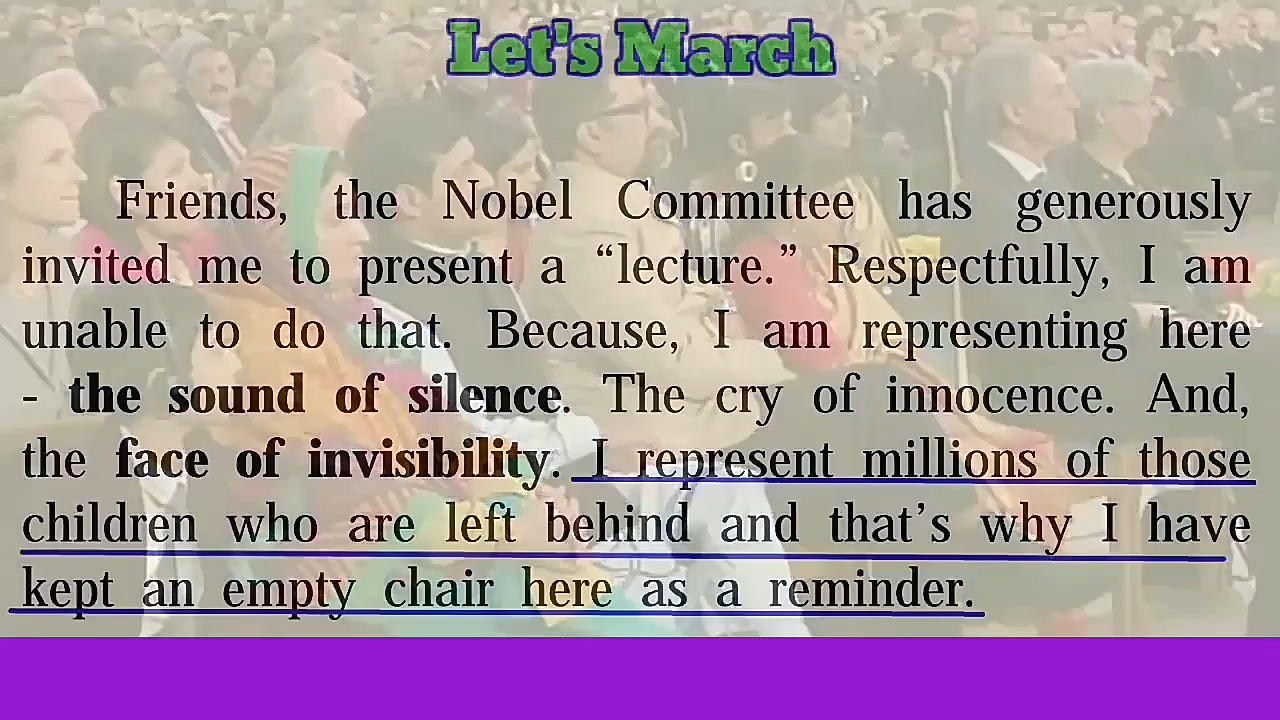 Let's March
Friends, the Nobel Committee has generously
invited me to present a “lecture.” Respectfully, I am
unable to do that. Because, I am representing here
- the sound of silence. The cry of innocence. And,
the face of invisibility. I represent millions of those
children who are left behind and that’s why I have
kept an empty chair here as a reminder.